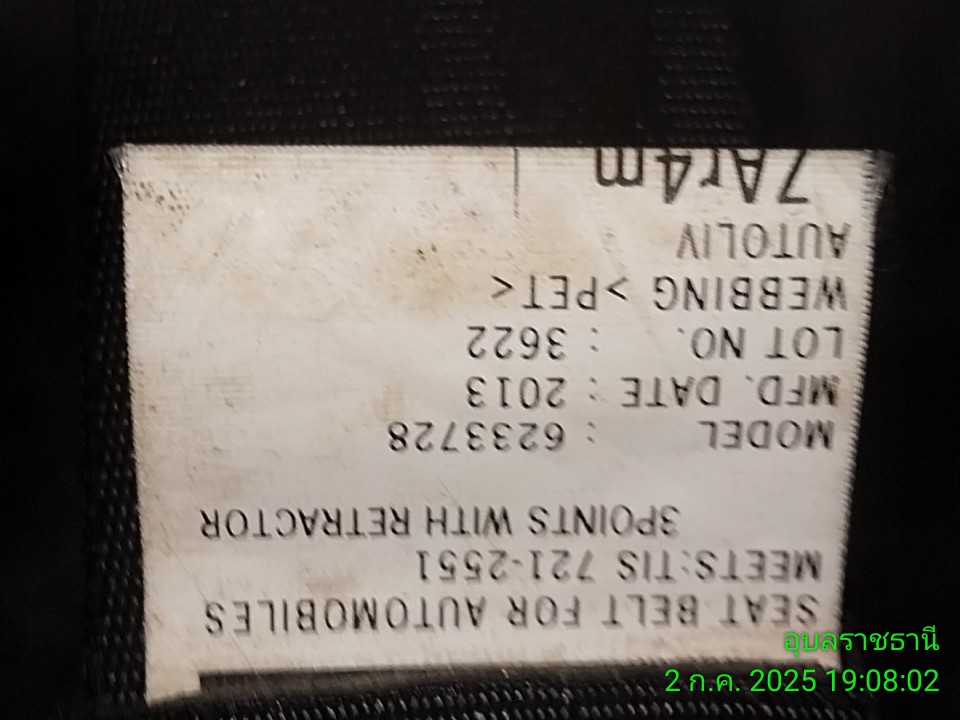 SEAT BELT FOR AUTOMOBILES
MEETS:TIS 721-2551
3POINTS WITH RETRACTOR
MODEL : 6233728
MFD. DATE : 2013
LOT NO. : 3622
WEBBING >PET<
AUTOLIV
7Ar4m
อุบลราชธานี
2 ก.ค. 2025 19:08:02